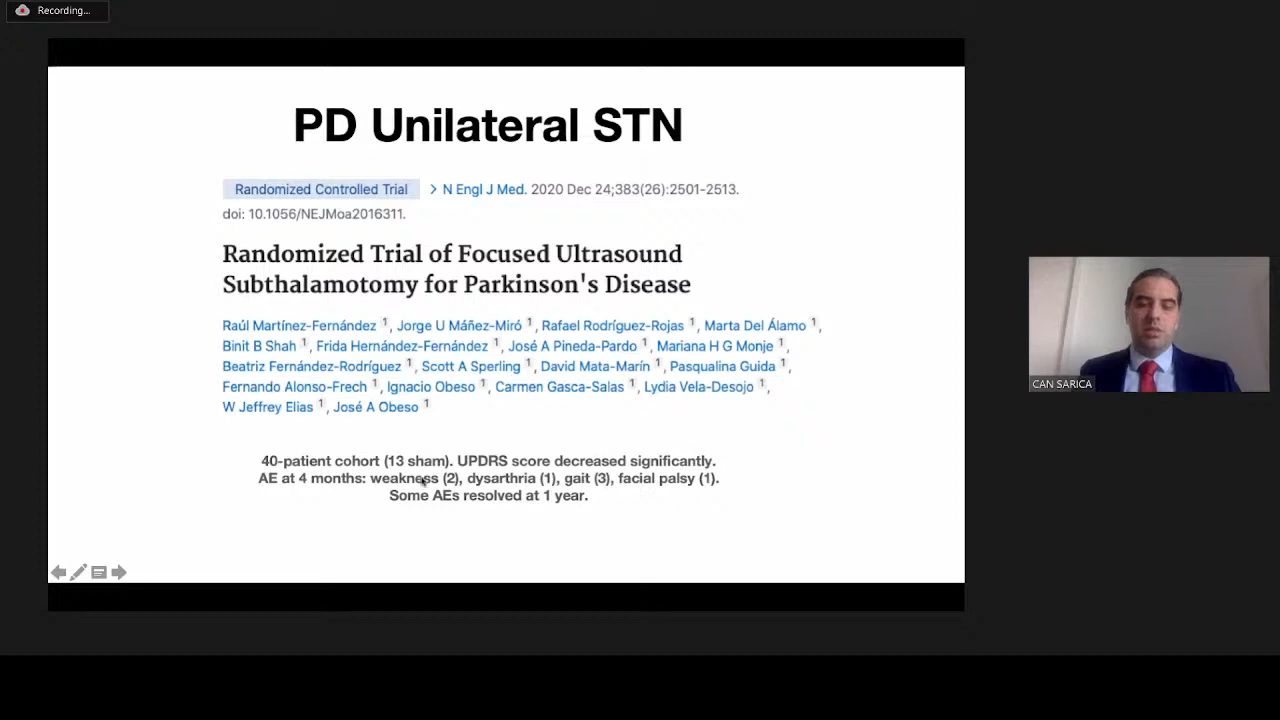 Recording...
PD Unilateral STN
Randomized Controlled Trial > N Engl J Med. 2020 Dec 24;383(26):2501-2513.
doi: 10.1056/NEJMoa2016311.
Randomized Trial of Focused Ultrasound
Subthalamotomy for Parkinson's Disease
Raúl Martínez-Fernández 1, Jorge U Máñez-Miró 1, Rafael Rodríguez-Rojas 1, Marta Del Álamo 1,
Binit B Shah 1, Frida Hernández-Fernández 1, José A Pineda-Pardo 1, Mariana H G Monje 1,
Beatriz Fernández-Rodríguez 1, Scott A Sperling 1, David Mata-Marín 1, Pasqualina Guida 1,
Fernando Alonso-Frech 1, Ignacio Obeso 1, Carmen Gasca-Salas 1, Lydia Vela-Desojo 1,
W Jeffrey Elias 1, José A Obeso 1
40-patient cohort (13 sham). UPDRS score decreased significantly.
AE at 4 months: weakness (2), dysarthria (1), gait (3), facial palsy (1).
Some AEs resolved at 1 year.
CAN SARICA